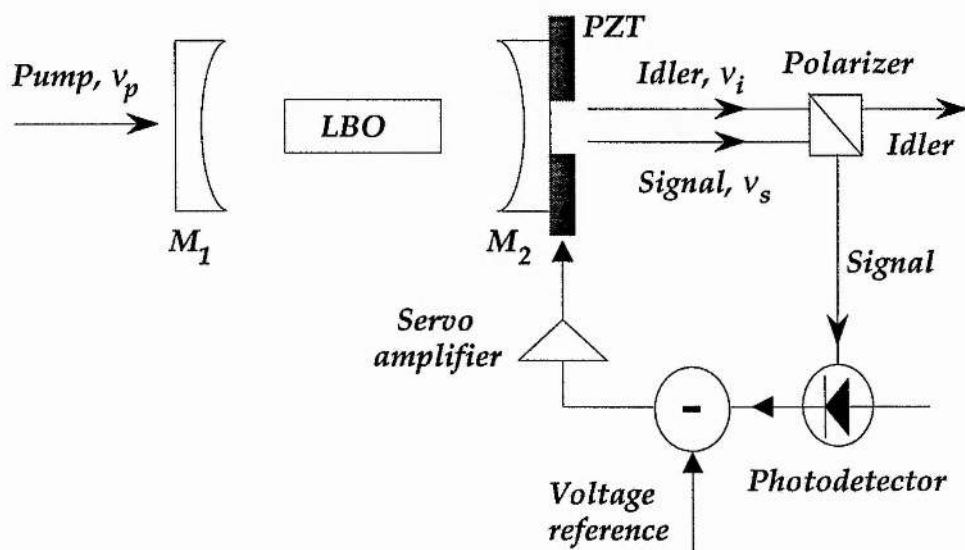 PZT
Pump, νp
Idler, νi
Polarizer
LBO
Idler
Signal, νs
M1
M2
Signal
Servo
amplifier
-
Photodetector
Voltage
reference